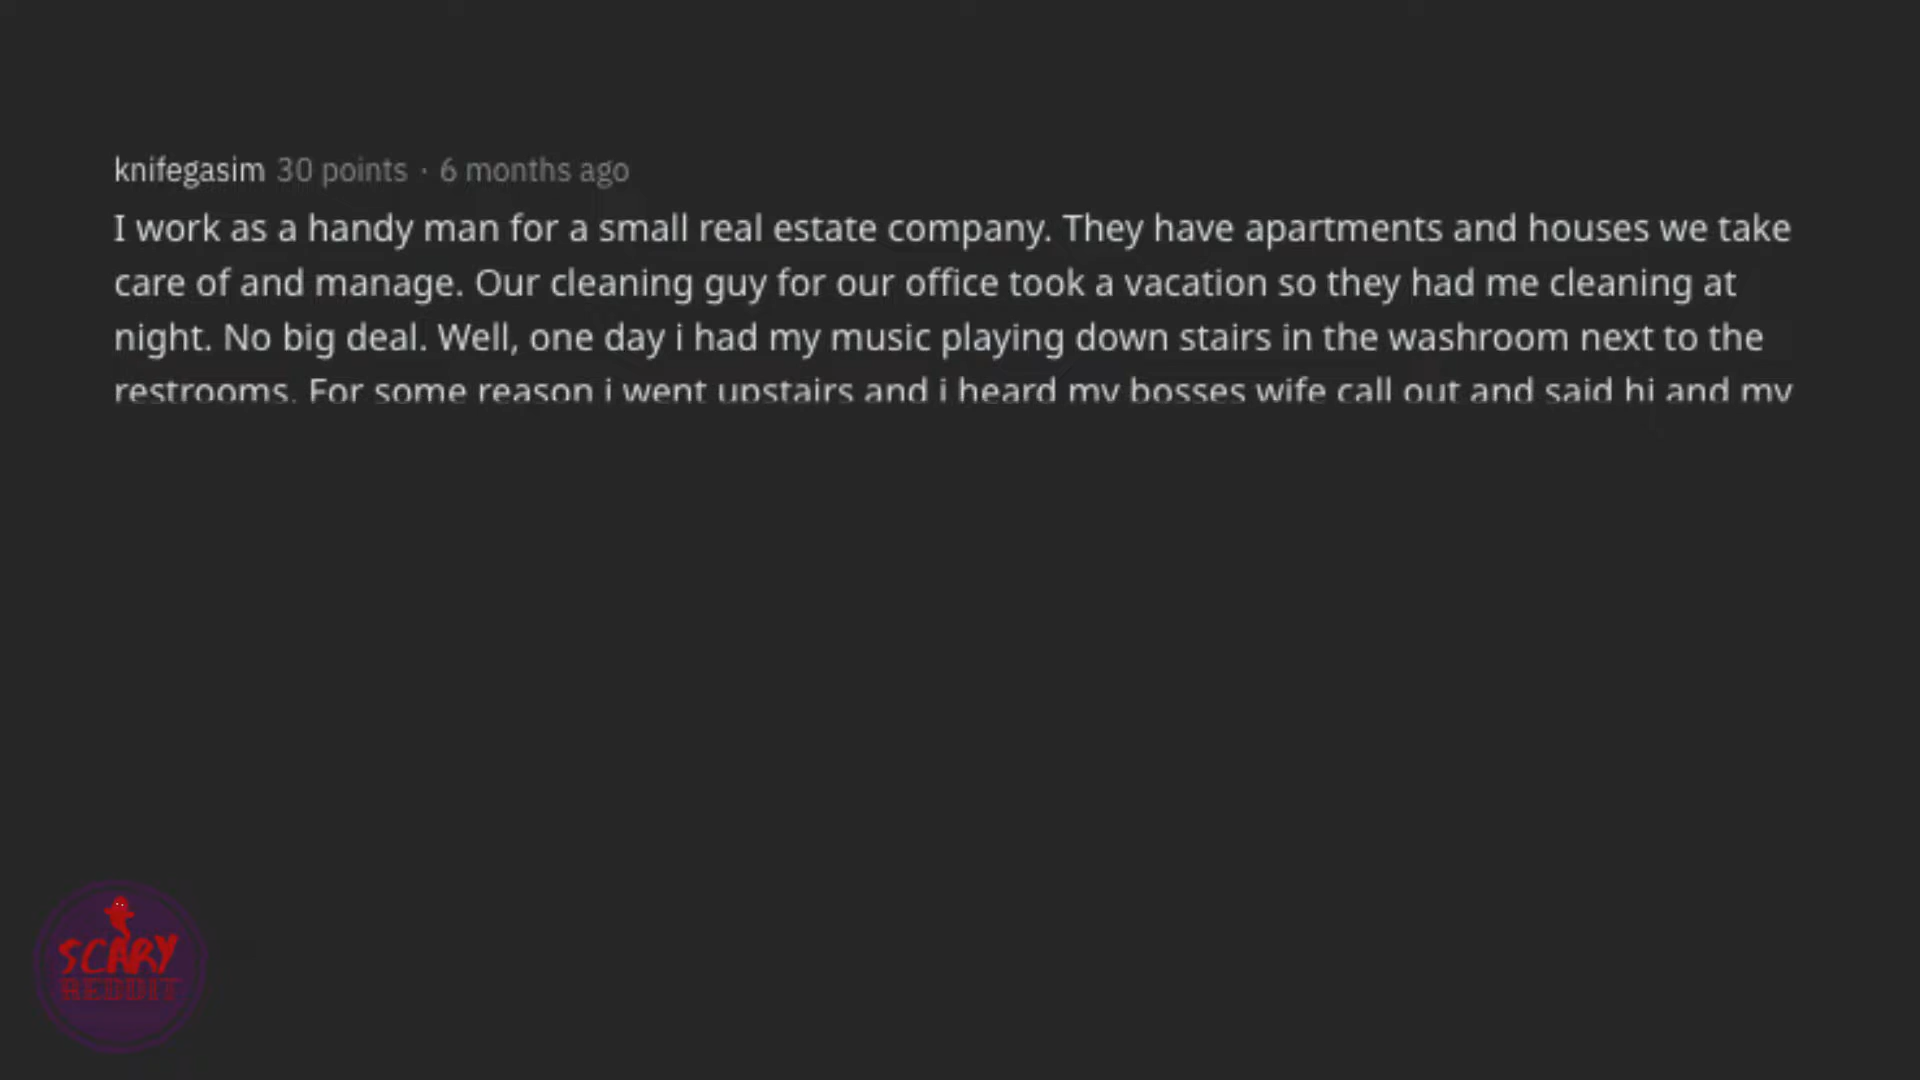 knifegasim 30 points · 6 months ago
I work as a handy man for a small real estate company. They have apartments and houses we take
care of and manage. Our cleaning guy for our office took a vacation so they had me cleaning at
night. No big deal. Well, one day i had my music playing down stairs in the washroom next to the
restrooms. For some reason i went upstairs and i heard my bosses wife call out and said hi and my
SCARY
REDDIT